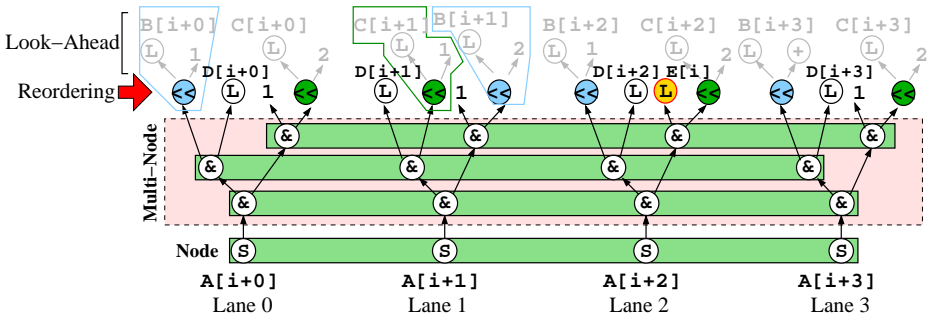 B[i+0] C[i+0] C[i+1] B[i+1] B[i+2] C[i+2] B[i+3] C[i+3]
Look-Ahead L 1 L 2 L 1 L 2 L 1 L 2 L + L 2
D[i+0] D[i+1] D[i+2] E[i] D[i+3]
Reordering << L 1 << L << 1 << << L L << << L 1 <<
& & & &
& & & &
Multi-Node & & & &
Node S S S S
A[i+0] A[i+1] A[i+2] A[i+3]
Lane 0 Lane 1 Lane 2 Lane 3